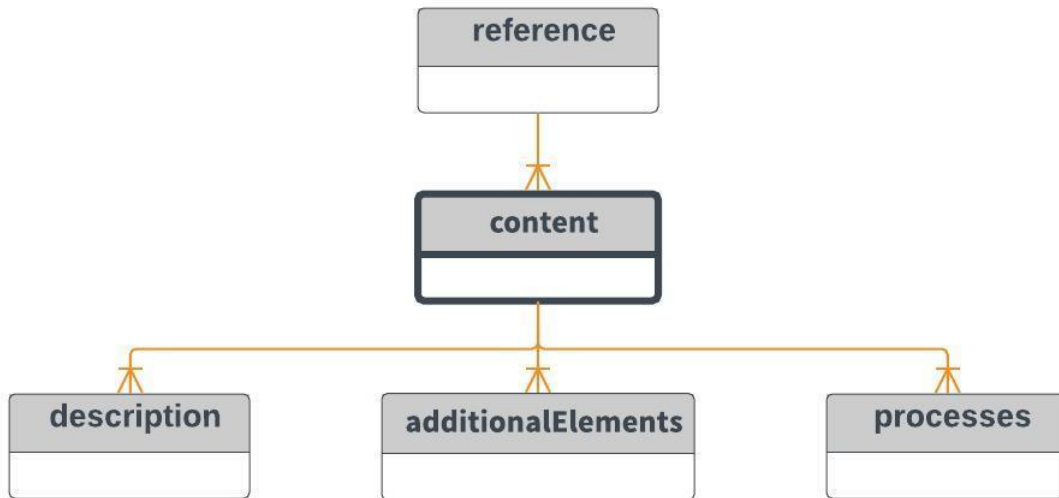 reference
content
description
additionalElements
processes